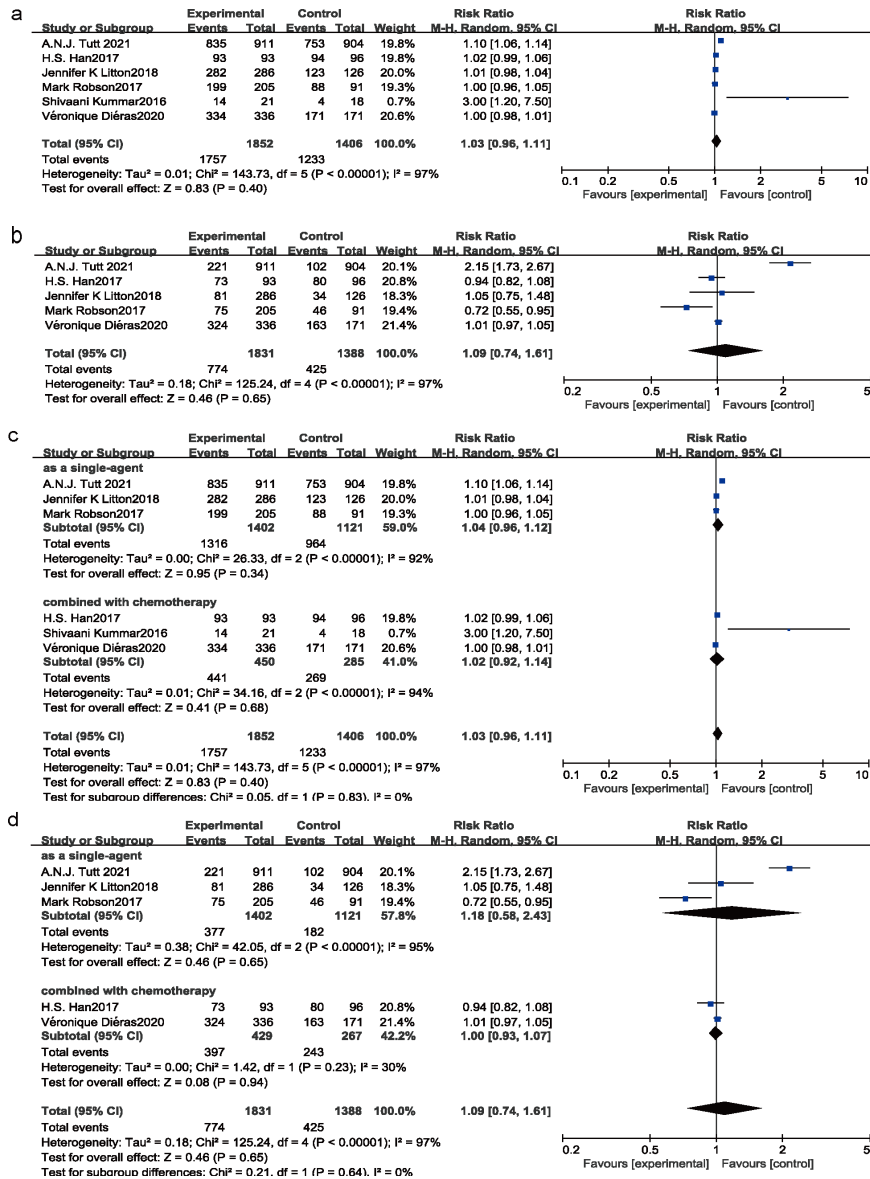 a
Experimental Control Risk Ratio Risk Ratio
Study or Subgroup Events Total Events Total Weight M-H. Random. 95% CI M-H. Random. 95% CI
A.N.J. Tutt 2021 835 911 753 904 19.8% 1.10 [1.06, 1.14]
H.S. Han2017 93 93 94 96 19.8% 1.02 [0.99, 1.06]
Jennifer K Litton2018 282 286 123 126 20.0% 1.01 [0.98, 1.04]
Mark Robson2017 199 205 88 91 19.3% 1.00 [0.96, 1.05]
Shivaani Kummar2016 14 21 4 18 0.7% 3.00 [1.20, 7.50]
Véronique Diéras2020 334 336 171 171 20.6% 1.00 [0.98, 1.01]
Total (95% CI) 1852 1406 100.0% 1.03 [0.96, 1.11]
Total events 1757 1233
Heterogeneity: Tau² = 0.01; Chi² = 143.73, df = 5 (P < 0.00001); I² = 97%
Test for overall effect: Z = 0.83 (P = 0.40)
0.1 0.2 0.5 1 2 5 10
Favours [experimental] Favours [control]
b
Experimental Control Risk Ratio Risk Ratio
Study or Subgroup Events Total Events Total Weight M-H. Random. 95% CI M-H. Random. 95% CI
A.N.J. Tutt 2021 221 911 102 904 20.1% 2.15 [1.73, 2.67]
H.S. Han2017 73 93 80 96 20.8% 0.94 [0.82, 1.08]
Jennifer K Litton2018 81 286 34 126 18.3% 1.05 [0.75, 1.48]
Mark Robson2017 75 205 46 91 19.4% 0.72 [0.55, 0.95]
Véronique Diéras2020 324 336 163 171 21.4% 1.01 [0.97, 1.05]
Total (95% CI) 1831 1388 100.0% 1.09 [0.74, 1.61]
Total events 774 425
Heterogeneity: Tau² = 0.18; Chi² = 125.24, df = 4 (P < 0.00001); I² = 97%
Test for overall effect: Z = 0.46 (P = 0.65)
0.2 0.5 1 2 5
Favours [experimental] Favours [control]
c
Experimental Control Risk Ratio Risk Ratio
Study or Subgroup Events Total Events Total Weight M-H. Random. 95% CI M-H. Random. 95% CI
as a single-agent
A.N.J. Tutt 2021 835 911 753 904 19.8% 1.10 [1.06, 1.14]
Jennifer K Litton2018 282 286 123 126 20.0% 1.01 [0.98, 1.04]
Mark Robson2017 199 205 88 91 19.3% 1.00 [0.96, 1.05]
Subtotal (95% CI) 1402 1121 59.0% 1.04 [0.96, 1.12]
Total events 1316 964
Heterogeneity: Tau² = 0.00; Chi² = 26.33, df = 2 (P < 0.00001); I² = 92%
Test for overall effect: Z = 0.95 (P = 0.34)
combined with chemotherapy
H.S. Han2017 93 93 94 96 19.8% 1.02 [0.99, 1.06]
Shivaani Kummar2016 14 21 4 18 0.7% 3.00 [1.20, 7.50]
Véronique Diéras2020 334 336 171 171 20.6% 1.00 [0.98, 1.01]
Subtotal (95% CI) 450 285 41.0% 1.02 [0.92, 1.14]
Total events 441 269
Heterogeneity: Tau² = 0.01; Chi² = 34.16, df = 2 (P < 0.00001); I² = 94%
Test for overall effect: Z = 0.41 (P = 0.68)
Total (95% CI) 1852 1406 100.0% 1.03 [0.96, 1.11]
Total events 1757 1233
Heterogeneity: Tau² = 0.01; Chi² = 143.73, df = 5 (P < 0.00001); I² = 97%
Test for overall effect: Z = 0.83 (P = 0.40)
Test for subgroup differences: Chi² = 0.05, df = 1 (P = 0.83), I² = 0%
0.1 0.2 0.5 1 2 5 10
Favours [experimental] Favours [control]
d
Experimental Control Risk Ratio Risk Ratio
Study or Subgroup Events Total Events Total Weight M-H. Random. 95% CI M-H. Random. 95% CI
as a single-agent
A.N.J. Tutt 2021 221 911 102 904 20.1% 2.15 [1.73, 2.67]
Jennifer K Litton2018 81 286 34 126 18.3% 1.05 [0.75, 1.48]
Mark Robson2017 75 205 46 91 19.4% 0.72 [0.55, 0.95]
Subtotal (95% CI) 1402 1121 57.8% 1.18 [0.58, 2.43]
Total events 377 182
Heterogeneity: Tau² = 0.38; Chi² = 42.05, df = 2 (P < 0.00001); I² = 95%
Test for overall effect: Z = 0.46 (P = 0.65)
combined with chemotherapy
H.S. Han2017 73 93 80 96 20.8% 0.94 [0.82, 1.08]
Véronique Diéras2020 324 336 163 171 21.4% 1.01 [0.97, 1.05]
Subtotal (95% CI) 429 267 42.2% 1.00 [0.93, 1.07]
Total events 397 243
Heterogeneity: Tau² = 0.00; Chi² = 1.42, df = 1 (P = 0.23); I² = 30%
Test for overall effect: Z = 0.08 (P = 0.94)
Total (95% CI) 1831 1388 100.0% 1.09 [0.74, 1.61]
Total events 774 425
Heterogeneity: Tau² = 0.18; Chi² = 125.24, df = 4 (P < 0.00001); I² = 97%
Test for overall effect: Z = 0.46 (P = 0.65)
Test for subgroup differences: Chi² = 0.21, df = 1 (P = 0.64), I² = 0%
0.2 0.5 1 2 5
Favours [experimental] Favours [control]